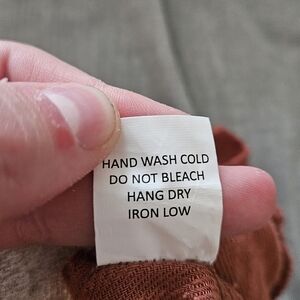 HAND WASH COLD
DO NOT BLEACH
HANG DRY
IRON LOW